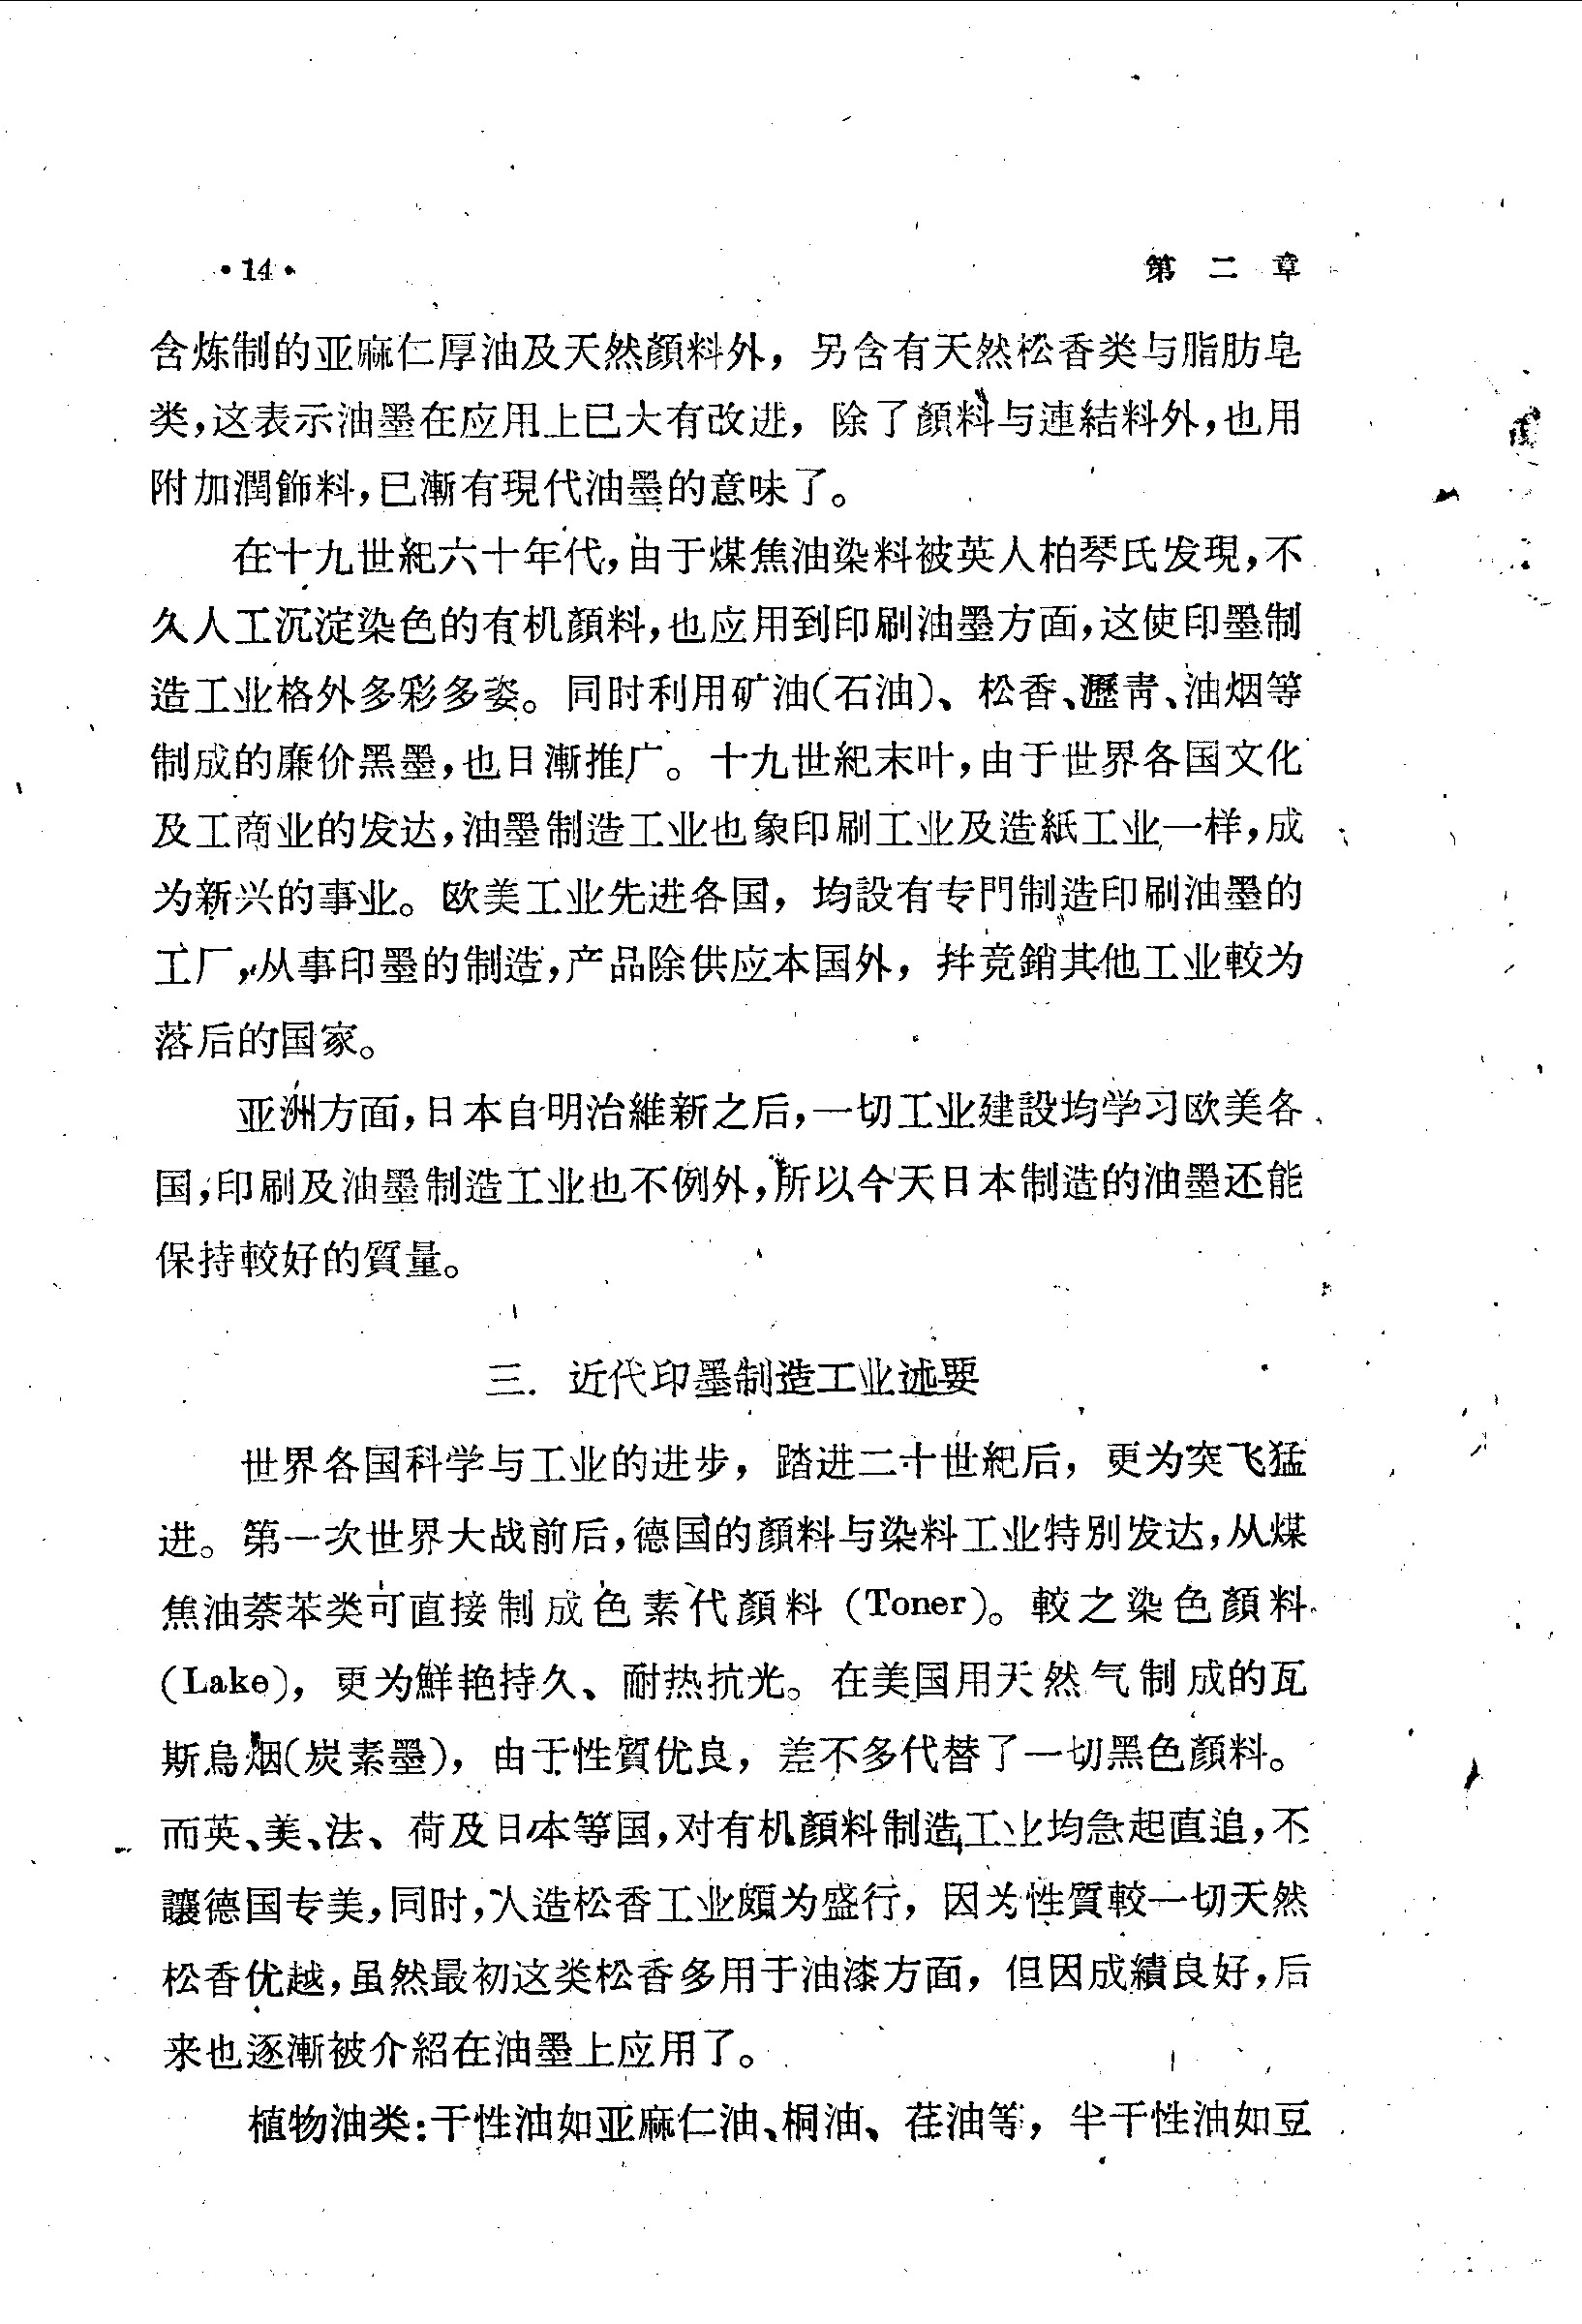 ·14· 第二章
含炼制的亚麻仁厚油及天然顏料外，另含有天然松香类与脂肪皂
类，这表示油墨在应用上已大有改进，除了顏料与連結料外，也用
附加潤飾料，已漸有現代油墨的意味了。
在十九世紀六十年代，由于煤焦油染料被英人柏琴氏发現，不
久人工沉淀染色的有机顏料，也应用到印刷油墨方面，这使印墨制
造工业格外多彩多姿。同时利用矿油（石油）、松香、瀝青、油烟等
制成的廉价黑墨，也日漸推广。十九世紀末叶，由于世界各国文化
及工商业的发达，油墨制造工业也象印刷工业及造紙工业一样，成
为新兴的事业。欧美工业先进各国，均設有专門制造印刷油墨的
工厂，从事印墨的制造，产品除供应本国外，幷竞銷其他工业較为
落后的国家。
亚洲方面，日本自明治維新之后，一切工业建設均学习欧美各
国，印刷及油墨制造工业也不例外，所以今天日本制造的油墨还能
保持較好的質量。
三. 近代印墨制造工业述要
世界各国科学与工业的进步，踏进二十世紀后，更为突飞猛
进。第一次世界大战前后，德国的顏料与染料工业特別发达，从煤
焦油萘苯类可直接制成色素代顏料（Toner）。較之染色顏料
（Lake），更为鮮艳持久、耐热抗光。在美国用天然气制成的瓦
斯烏烟（炭素墨），由于性質优良，差不多代替了一切黑色顏料。
而英、美、法、荷及日本等国，对有机顏料制造工业均急起直追，不
讓德国专美，同时，人造松香工业頗为盛行，因为性質較一切天然
松香优越，虽然最初这类松香多用于油漆方面，但因成績良好，后
来也逐漸被介紹在油墨上应用了。
植物油类：干性油如亚麻仁油、桐油、荏油等，半干性油如豆